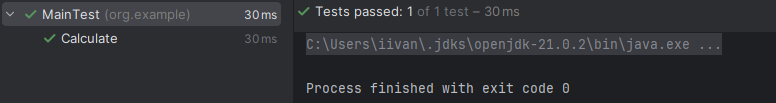 MainTest (org.example) 30 ms
Calculate 30 ms
Tests passed: 1 of 1 test – 30 ms
C:\Users\iivan\.jdks\openjdk-21.0.2\bin\java.exe ...
Process finished with exit code 0